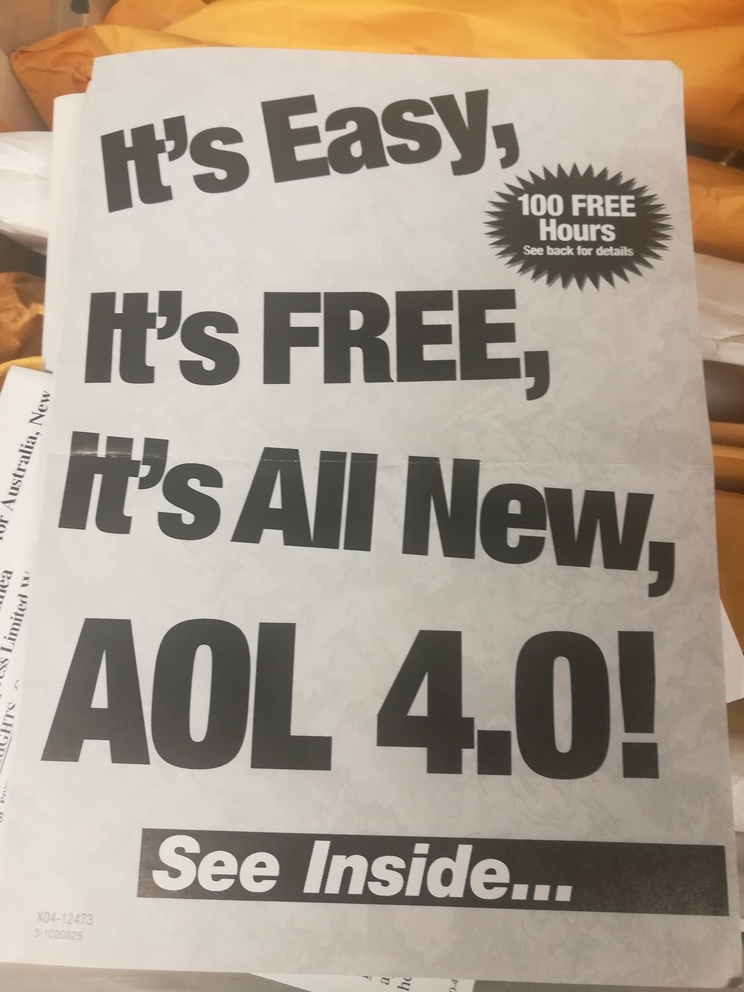 It's Easy,
100 FREE
Hours
See back for details
It's FREE,
It's All New,
AOL 4.0!
See Inside...
X04-12473
3-1020625
for Australia, New